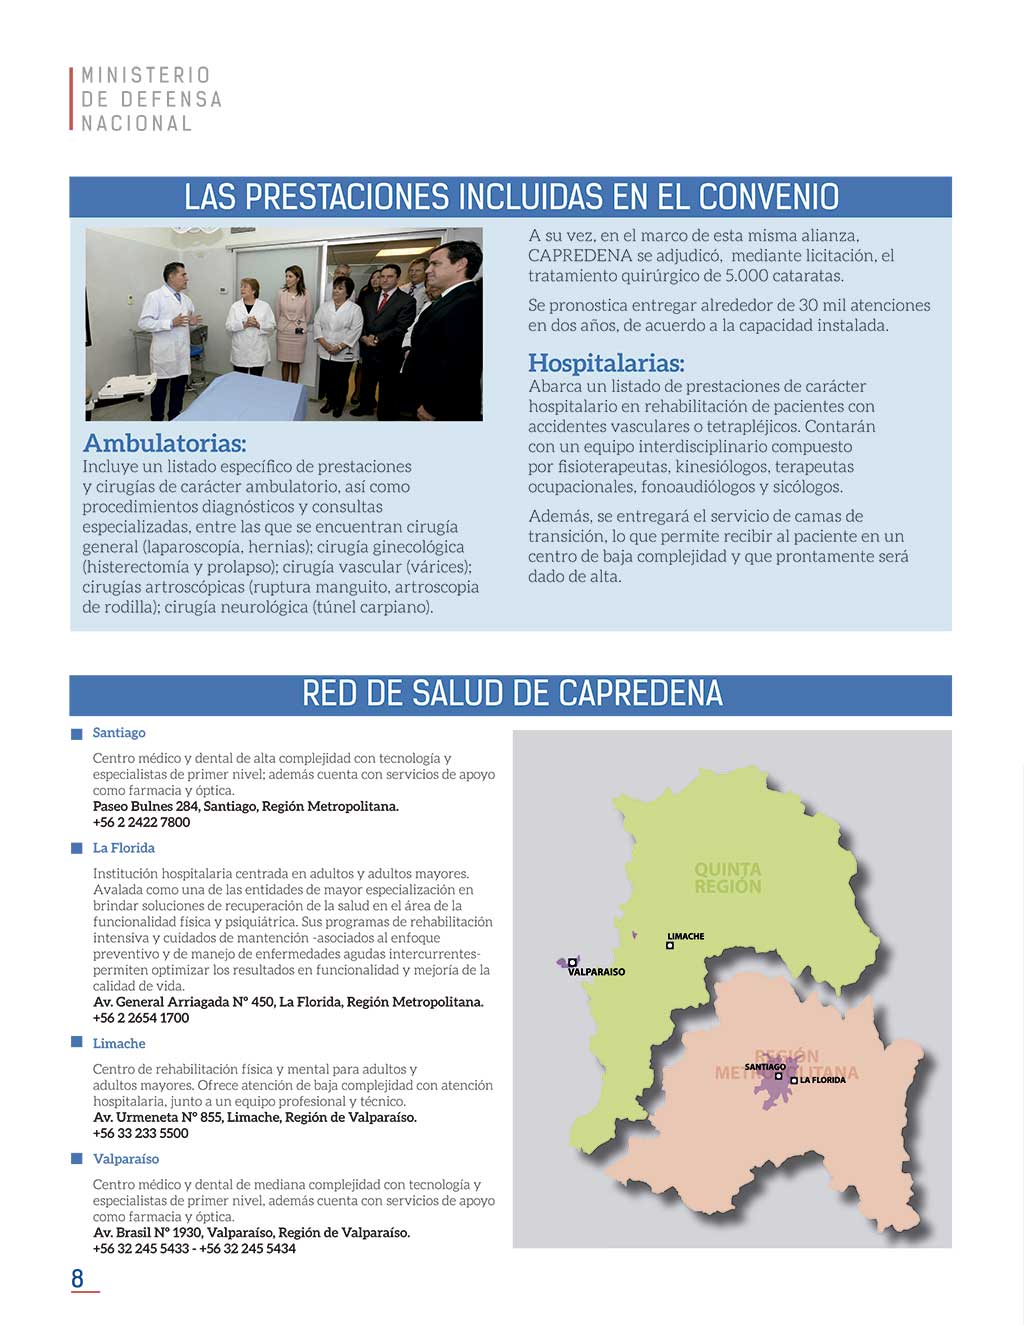 MINISTERIO
DE DEFENSA
NACIONAL
LAS PRESTACIONES INCLUIDAS EN EL CONVENIO
Ambulatorias:
Incluye un listado específico de prestaciones
y cirugías de carácter ambulatorio, así como
procedimientos diagnósticos y consultas
especializadas, entre las que se encuentran cirugía
general (laparoscopía, hernias); cirugía ginecológica
(histerectomía y prolapso); cirugía vascular (várices);
cirugías artroscópicas (ruptura manguito, artroscopia
de rodilla); cirugía neurológica (túnel carpiano).
A su vez, en el marco de esta misma alianza,
CAPREDENA se adjudicó, mediante licitación, el
tratamiento quirúrgico de 5.000 cataratas.
Se pronostica entregar alrededor de 30 mil atenciones
en dos años, de acuerdo a la capacidad instalada.
Hospitalarias:
Abarca un listado de prestaciones de carácter
hospitalario en rehabilitación de pacientes con
accidentes vasculares o tetrapléjicos. Contarán
con un equipo interdisciplinario compuesto
por fisioterapeutas, kinesiólogos, terapeutas
ocupacionales, fonoaudiólogos y sicólogos.
Además, se entregará el servicio de camas de
transición, lo que permite recibir al paciente en un
centro de baja complejidad y que prontamente será
dado de alta.
RED DE SALUD DE CAPREDENA
Santiago
Centro médico y dental de alta complejidad con tecnología y
especialistas de primer nivel; además cuenta con servicios de apoyo
como farmacia y óptica.
Paseo Bulnes 284, Santiago, Región Metropolitana.
+56 2 2422 7800
La Florida
Institución hospitalaria centrada en adultos y adultos mayores.
Avalada como una de las entidades de mayor especialización en
brindar soluciones de recuperación de la salud en el área de la
funcionalidad física y psiquiátrica. Sus programas de rehabilitación
intensiva y cuidados de mantención -asociados al enfoque
preventivo y de manejo de enfermedades agudas intercurrentes-
permiten optimizar los resultados en funcionalidad y mejoría de la
calidad de vida.
Av. General Arriagada Nº 450, La Florida, Región Metropolitana.
+56 2 2654 1700
Limache
Centro de rehabilitación física y mental para adultos y
adultos mayores. Ofrece atención de baja complejidad con atención
hospitalaria, junto a un equipo profesional y técnico.
Av. Urmeneta Nº 855, Limache, Región de Valparaíso.
+56 33 233 5500
Valparaíso
Centro médico y dental de mediana complejidad con tecnología y
especialistas de primer nivel, además cuenta con servicios de apoyo
como farmacia y óptica.
Av. Brasil Nº 1930, Valparaíso, Región de Valparaíso.
+56 32 245 5433 - +56 32 245 5434
QUINTA
REGIÓN
LIMACHE
VALPARAISO
REGIÓN
METROPOLITANA
SANTIAGO
LA FLORIDA
8